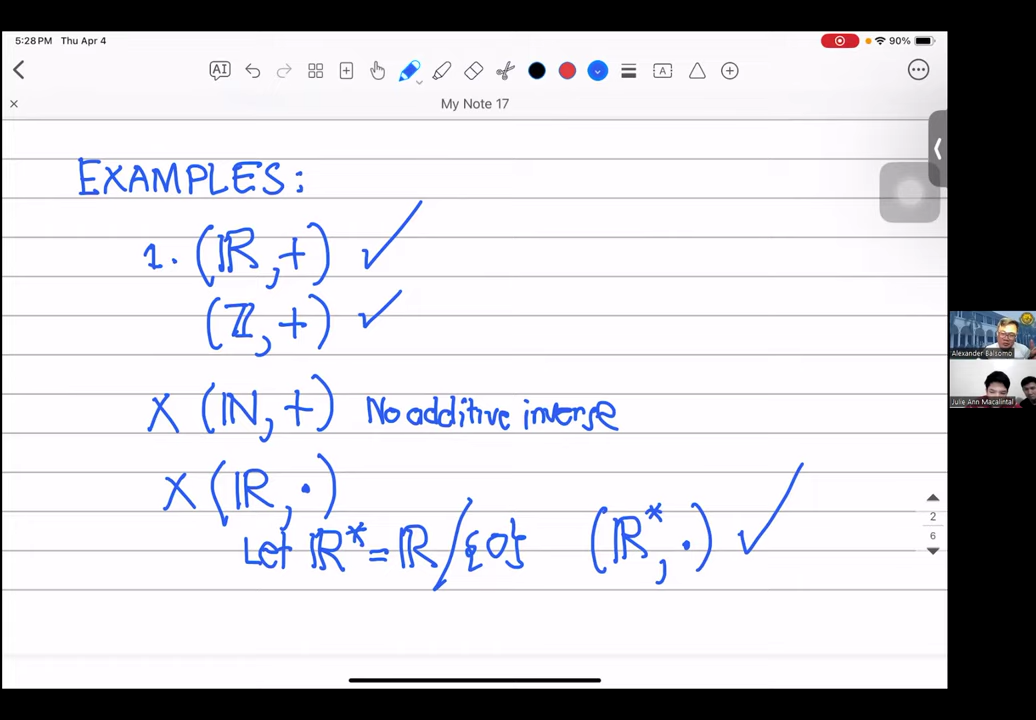 5:28 PM Thu Apr 4
90%
AI
A
My Note 17
EXAMPLES:
1. (ℝ,+) ✓
(ℤ,+) ✓
X (ℕ,+) No additive inverse
X (ℝ,·)
Let ℝ* = ℝ/{0} (ℝ*,·) ✓
2
6
Alexander Balsomo
Julie Ann Macalintal